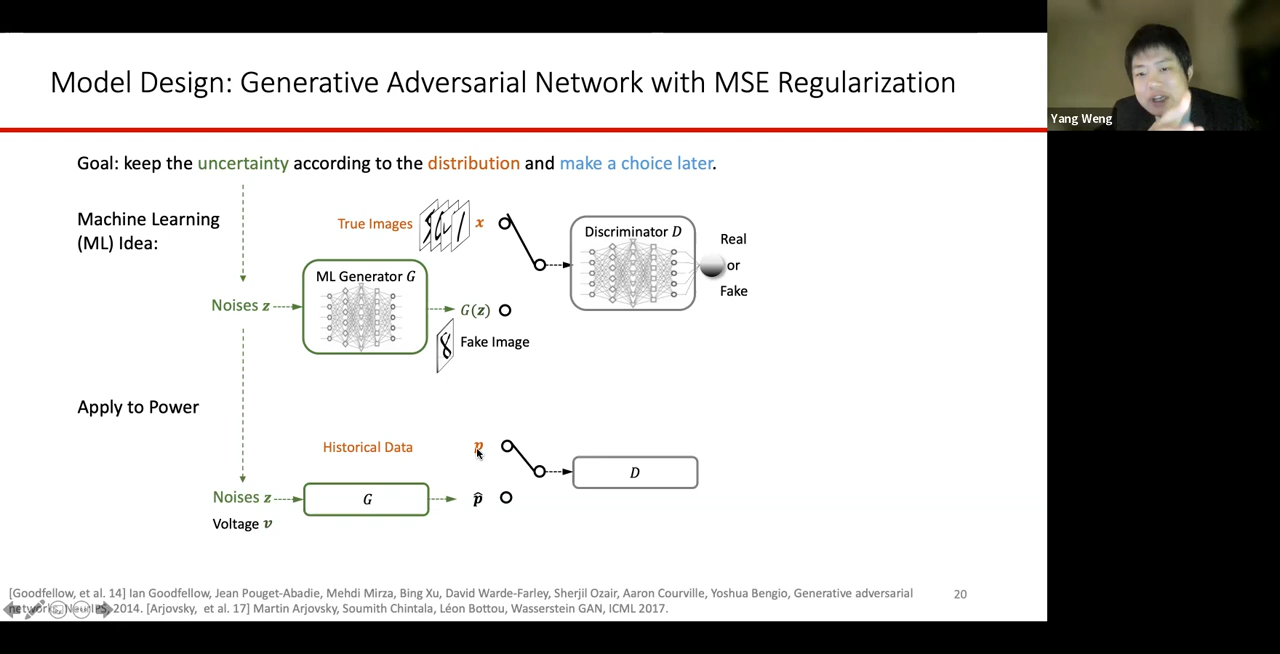 Model Design: Generative Adversarial Network with MSE Regularization
Yang Weng
Goal: keep the uncertainty according to the distribution and make a choice later.
Machine Learning
(ML) Idea:
True Images
x
Discriminator D
Real
or
Fake
ML Generator G
Noises z
G(z)
8
Fake Image
Apply to Power
Historical Data
p
D
Noises z
G
p̂
Voltage v
[Goodfellow, et al. 14] Ian Goodfellow, Jean Pouget-Abadie, Mehdi Mirza, Bing Xu, David Warde-Farley, Sherjil Ozair, Aaron Courville, Yoshua Bengio, Generative adversarial
2014. [Arjovsky, et al. 17] Martin Arjovsky, Soumith Chintala, Léon Bottou, Wasserstein GAN, ICML 2017.
20